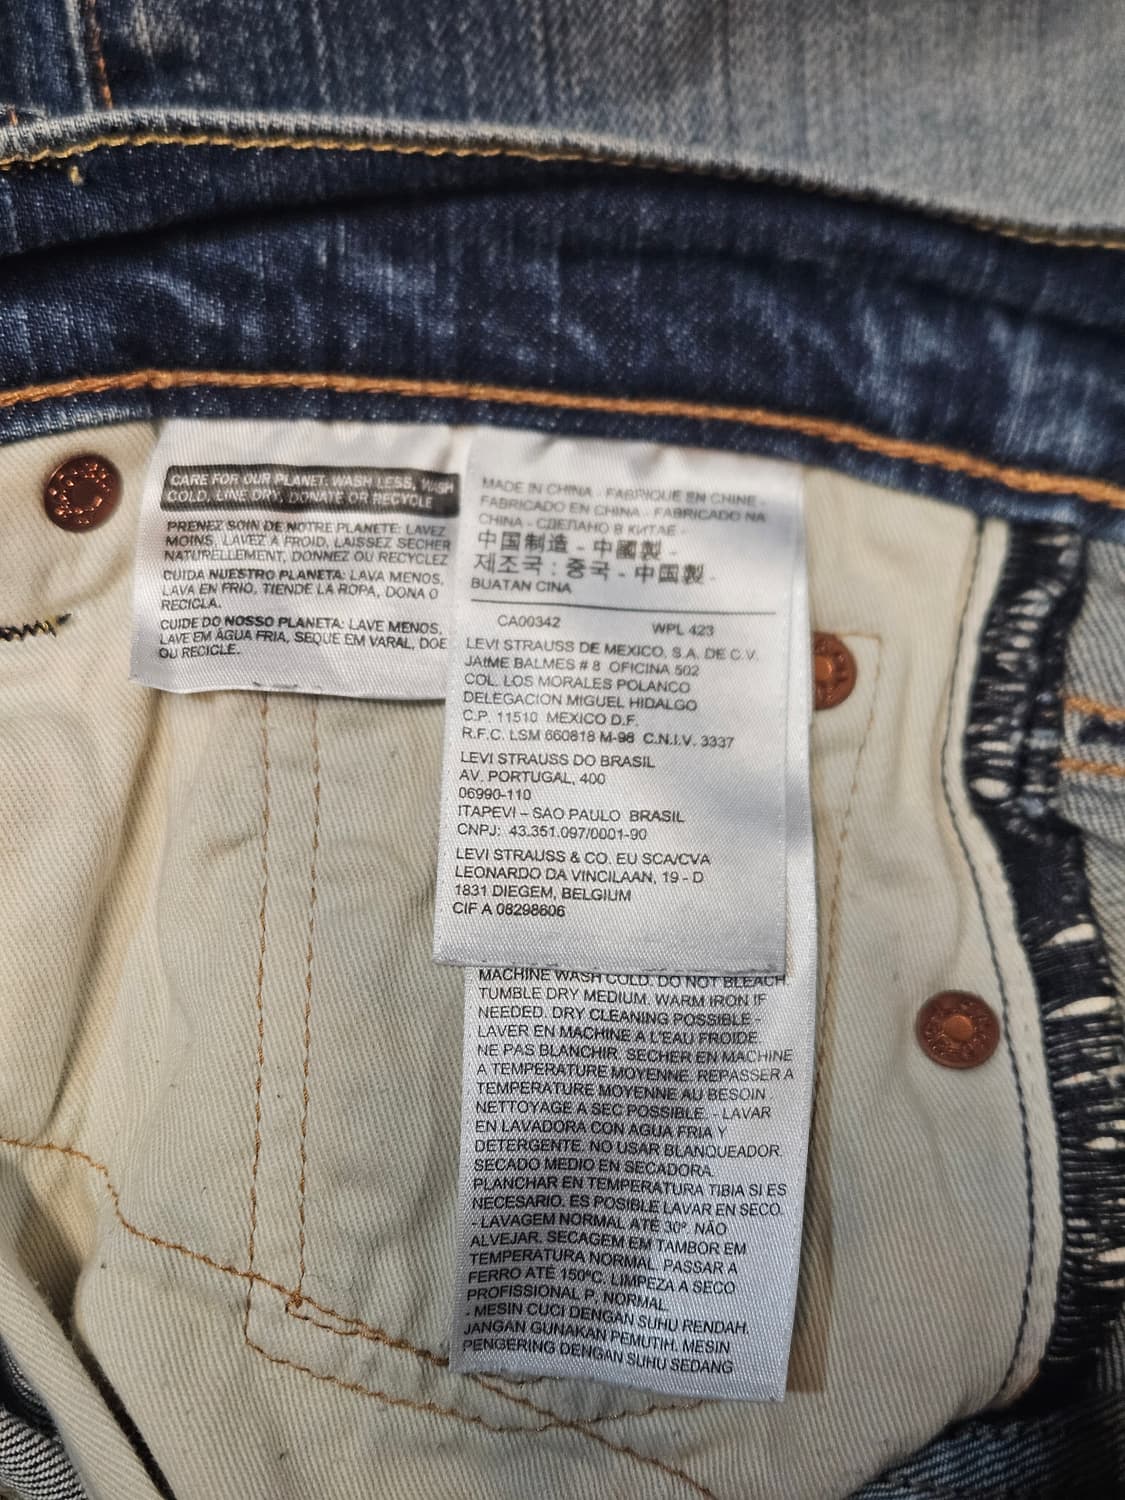 CARE FOR OUR PLANET. WASH LESS, WASH
COLD, LINE DRY, DONATE OR RECYCLE
PRENEZ SOIN DE NOTRE PLANETE: LAVEZ
MOINS, LAVEZ A FROID, LAISSEZ SECHER
NATURELLEMENT, DONNEZ OU RECYCLEZ
CUIDA NUESTRO PLANETA: LAVA MENOS,
LAVA EN FRIO, TIENDE LA ROPA, DONA O
RECICLA.
CUIDE DO NOSSO PLANETA: LAVE MENOS,
LAVE EM ÁGUA FRIA, SEQUE EM VARAL, DOE
OU RECICLE.
MADE IN CHINA - FABRIQUE EN CHINE -
FABRICADO EN CHINA - FABRICADO NA
CHINA - СДЕЛАНО В КИТАЕ -
中国制造 - 中國製 -
제조국 : 중국 - 中国製 -
BUATAN CINA
CA00342 WPL 423
LEVI STRAUSS DE MEXICO, S.A. DE C.V.
JAIME BALMES # 8 OFICINA 502
COL. LOS MORALES POLANCO
DELEGACION MIGUEL HIDALGO
C.P. 11510 MEXICO D.F.
R.F.C. LSM 660818 M-98 C.N.I.V. 3337
LEVI STRAUSS DO BRASIL
AV. PORTUGAL, 400
06990-110
ITAPEVI – SAO PAULO BRASIL
CNPJ: 43.351.097/0001-90
LEVI STRAUSS & CO. EU SCA/CVA
LEONARDO DA VINCILAAN, 19 - D
1831 DIEGEM, BELGIUM
CIF A 08298606
MACHINE WASH COLD. DO NOT BLEACH
TUMBLE DRY MEDIUM. WARM IRON IF
NEEDED. DRY CLEANING POSSIBLE -
LAVER EN MACHINE A L'EAU FROIDE.
NE PAS BLANCHIR. SECHER EN MACHINE
A TEMPERATURE MOYENNE. REPASSER A
TEMPERATURE MOYENNE AU BESOIN.
NETTOYAGE A SEC POSSIBLE. - LAVAR
EN LAVADORA CON AGUA FRIA Y
DETERGENTE. NO USAR BLANQUEADOR.
SECADO MEDIO EN SECADORA.
PLANCHAR EN TEMPERATURA TIBIA SI ES
NECESARIO. ES POSIBLE LAVAR EN SECO.
- LAVAGEM NORMAL ATÉ 30º. NÃO
ALVEJAR. SECAGEM EM TAMBOR EM
TEMPERATURA NORMAL. PASSAR A
FERRO ATÉ 150ºC. LIMPEZA A SECO
PROFISSIONAL P. NORMAL.
- MESIN CUCI DENGAN SUHU RENDAH.
JANGAN GUNAKAN PEMUTIH. MESIN
PENGERING DENGAN SUHU SEDANG